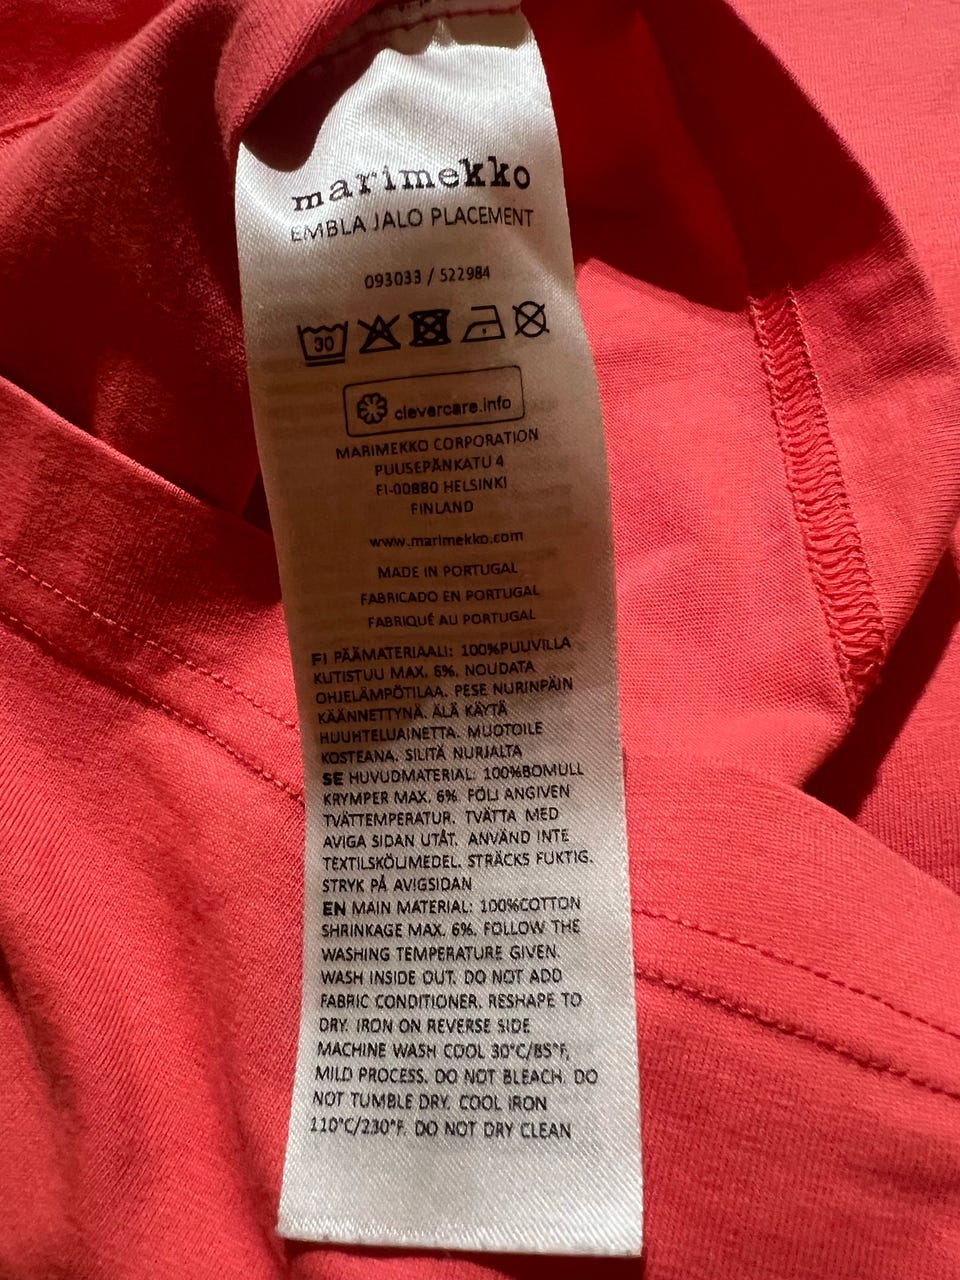 marimekko
EMBLA JALO PLACEMENT
093033 / 522984
30
clevercare.info
MARIMEKKO CORPORATION
PUUSEPÄNKATU 4
FI-00880 HELSINKI
FINLAND
www.marimekko.com
MADE IN PORTUGAL
FABRICADO EN PORTUGAL
FABRIQUÉ AU PORTUGAL
FI PÄÄMATERIAALI: 100%PUUVILLA
KUTISTUU MAX. 6%. NOUDATA
OHJELÄMPÖTILAA. PESE NURINPÄIN
KÄÄNNETTYNÄ. ÄLÄ KÄYTÄ
HUUHTELUAINETTA. MUOTOILE
KOSTEANA. SILITÄ NURJALTA
SE HUVUDMATERIAL: 100%BOMULL
KRYMPER MAX. 6%. FÖLJ ANGIVEN
TVÄTTEMPERATUR. TVÄTTA MED
AVIGA SIDAN UTÅT. ANVÄND INTE
TEXTILSKÖLJMEDEL. STRÄCKS FUKTIG.
STRYK PÅ AVIGSIDAN
EN MAIN MATERIAL: 100%COTTON
SHRINKAGE MAX. 6%. FOLLOW THE
WASHING TEMPERATURE GIVEN.
WASH INSIDE OUT. DO NOT ADD
FABRIC CONDITIONER. RESHAPE TO
DRY. IRON ON REVERSE SIDE
MACHINE WASH COOL 30°C/85°F,
MILD PROCESS. DO NOT BLEACH. DO
NOT TUMBLE DRY. COOL IRON
110°C/230°F. DO NOT DRY CLEAN